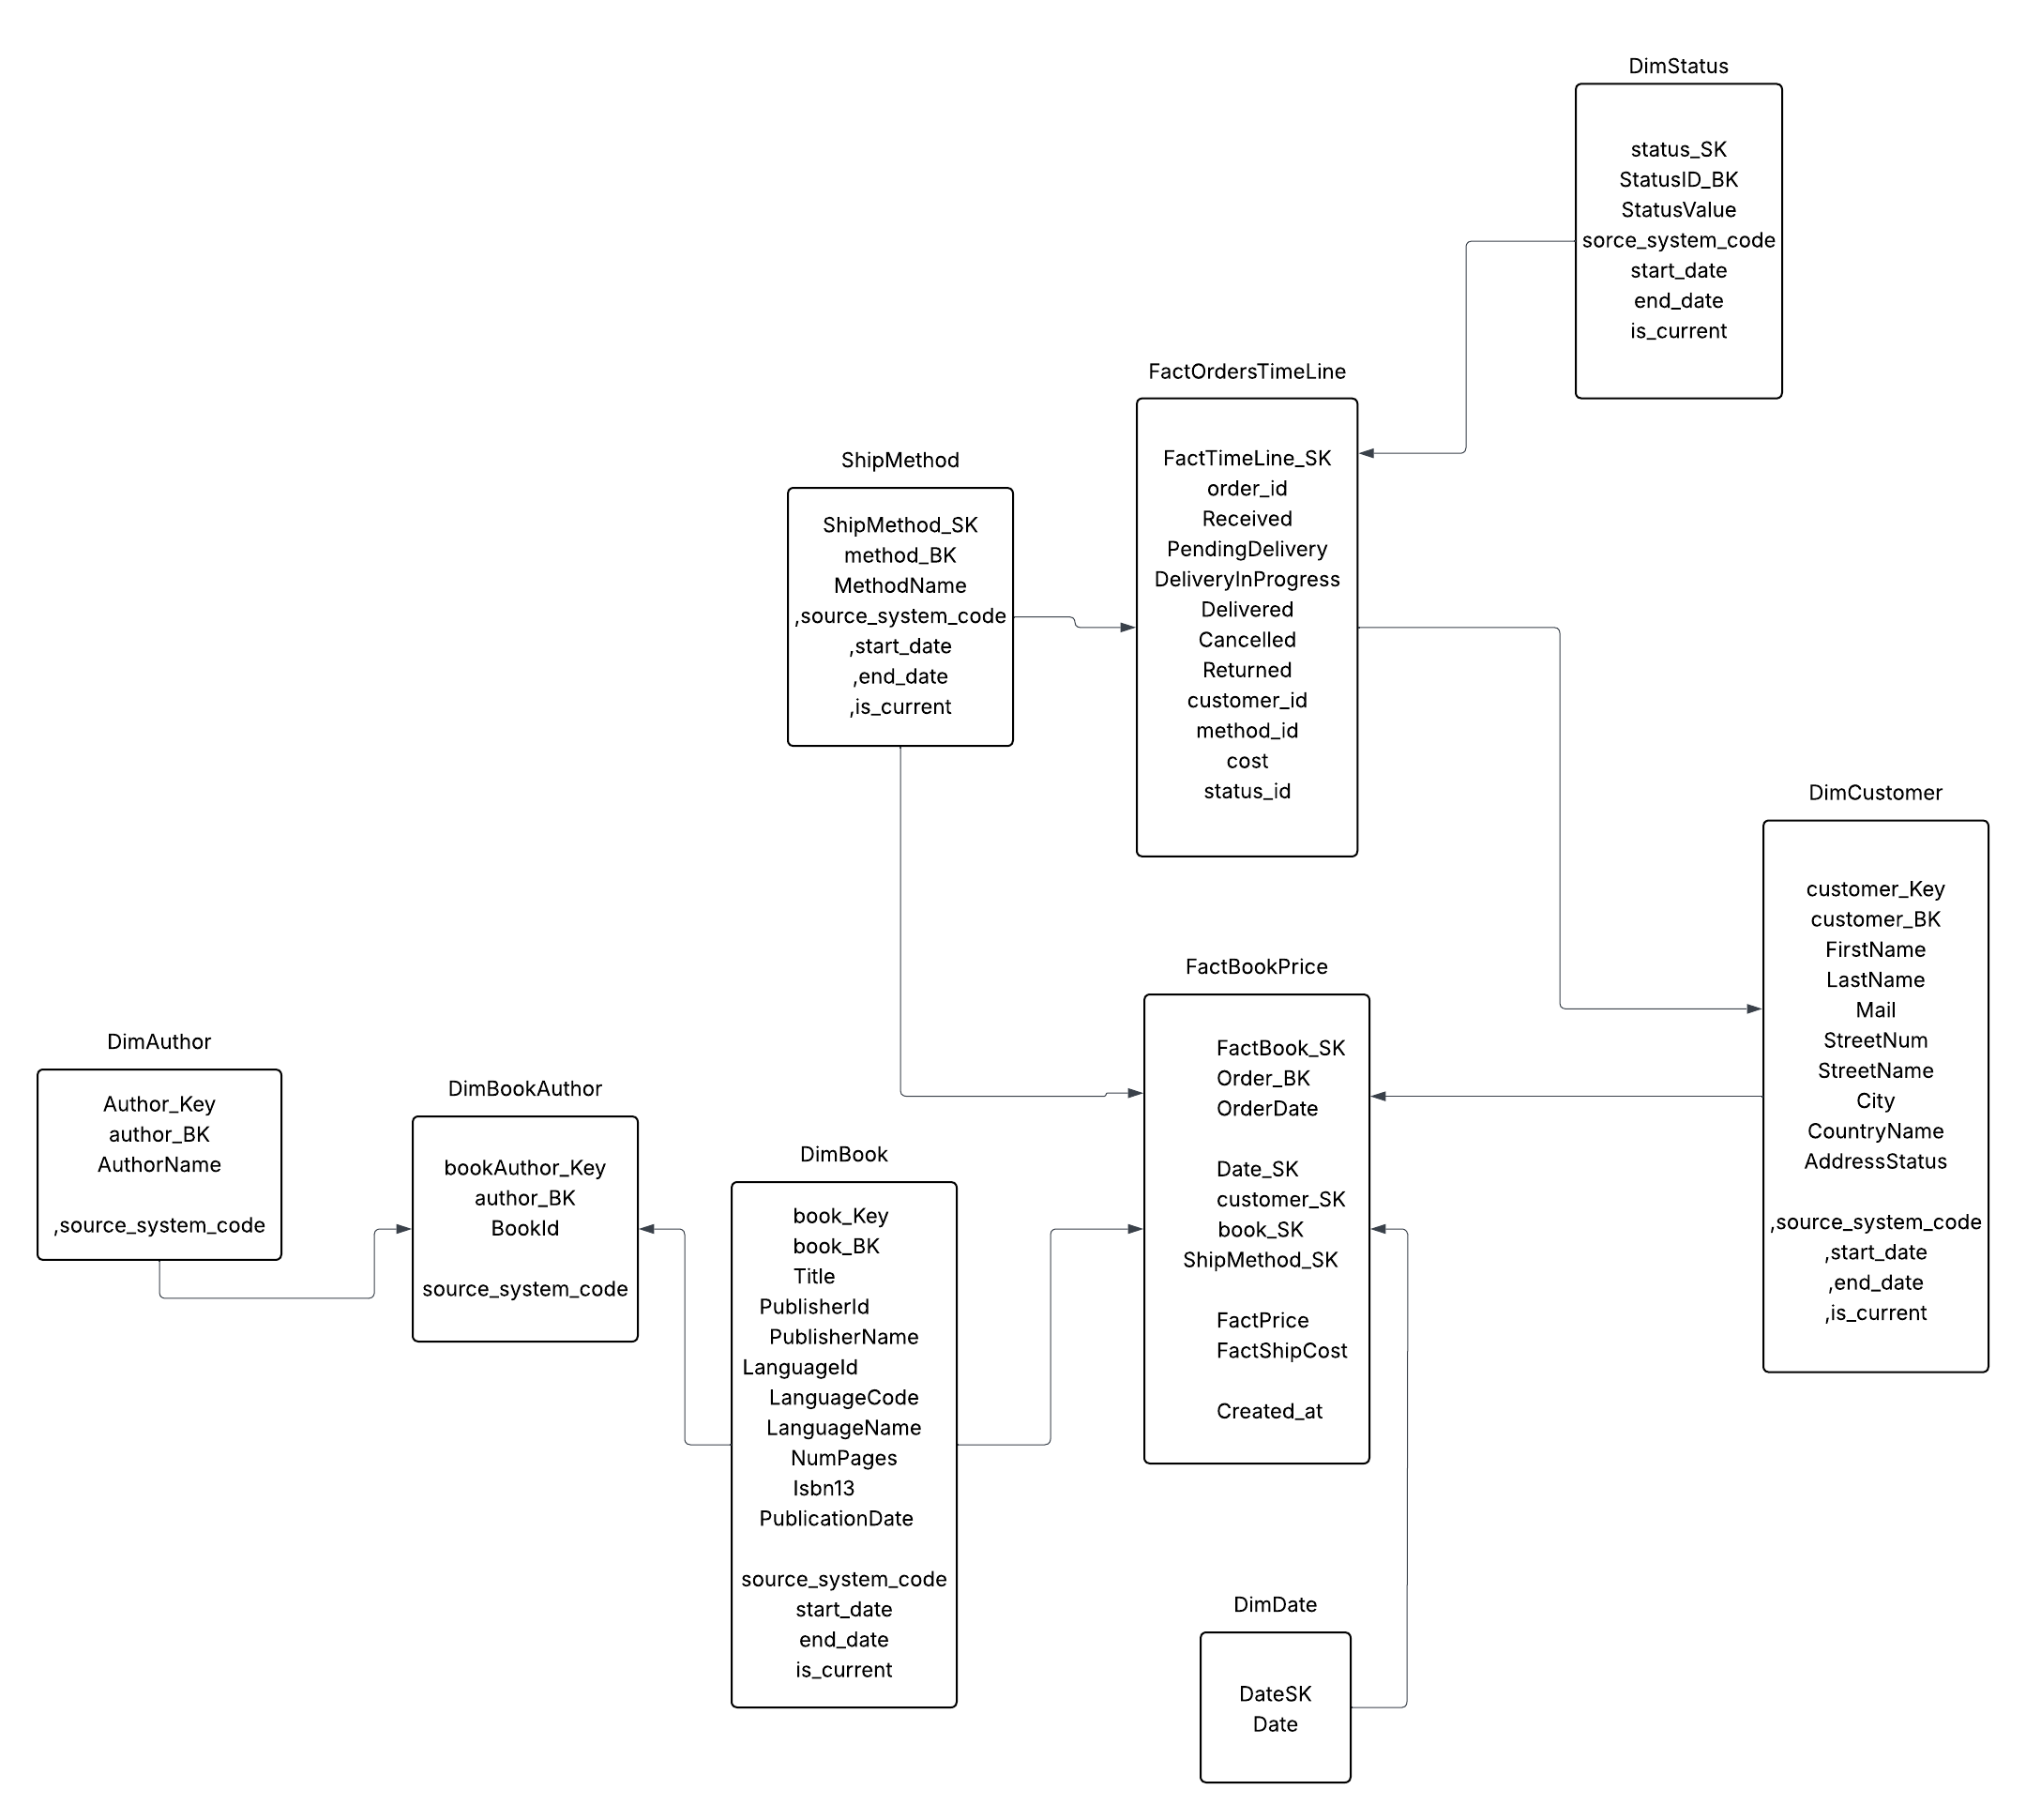 DimStatus
status_SK
StatusID_BK
StatusValue
sorce_system_code
start_date
end_date
is_current
FactOrdersTimeLine
FactTimeLine_SK
order_id
Received
PendingDelivery
DeliveryInProgress
Delivered
Cancelled
Returned
customer_id
method_id
cost
status_id
ShipMethod
ShipMethod_SK
method_BK
MethodName
,source_system_code
,start_date
,end_date
,is_current
DimCustomer
customer_Key
customer_BK
FirstName
LastName
Mail
StreetNum
StreetName
City
CountryName
AddressStatus
,source_system_code
,start_date
,end_date
,is_current
FactBookPrice
FactBook_SK
Order_BK
OrderDate
Date_SK
customer_SK
book_SK
ShipMethod_SK
FactPrice
FactShipCost
Created_at
DimAuthor
Author_Key
author_BK
AuthorName
,source_system_code
DimBookAuthor
bookAuthor_Key
author_BK
BookId
source_system_code
DimBook
book_Key
book_BK
Title
PublisherId
PublisherName
LanguageId
LanguageCode
LanguageName
NumPages
Isbn13
PublicationDate
source_system_code
start_date
end_date
is_current
DimDate
DateSK
Date